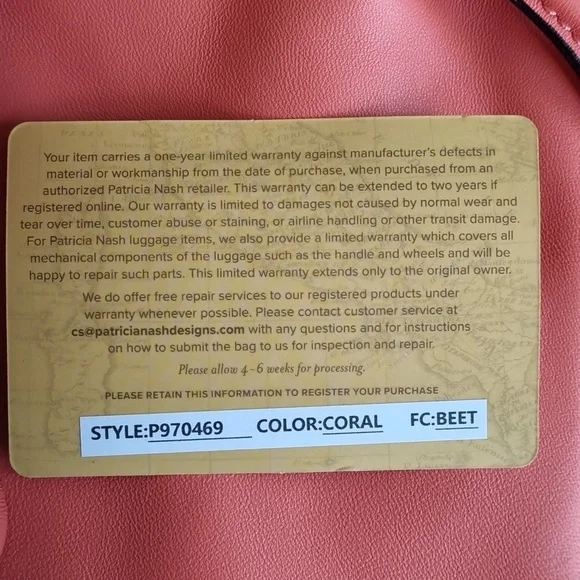 Your item carries a one-year limited warranty against manufacturer's defects in
material or workmanship from the date of purchase, when purchased from an
authorized Patricia Nash retailer. This warranty can be extended to two years if
registered online. Our warranty is limited to damages not caused by normal wear and
tear over time, customer abuse or staining, or airline handling or other transit damage.
For Patricia Nash luggage items, we also provide a limited warranty which covers all
mechanical components of the luggage such as the handle and wheels and will be
happy to repair such parts. This limited warranty extends only to the original owner.
We do offer free repair services to our registered products under
warranty whenever possible. Please contact customer service at
cs@patricianashdesigns.com with any questions and for instructions
on how to submit the bag to us for inspection and repair.
Please allow 4-6 weeks for processing.
PLEASE RETAIN THIS INFORMATION TO REGISTER YOUR PURCHASE
STYLE:P970469 COLOR:CORAL FC:BEET